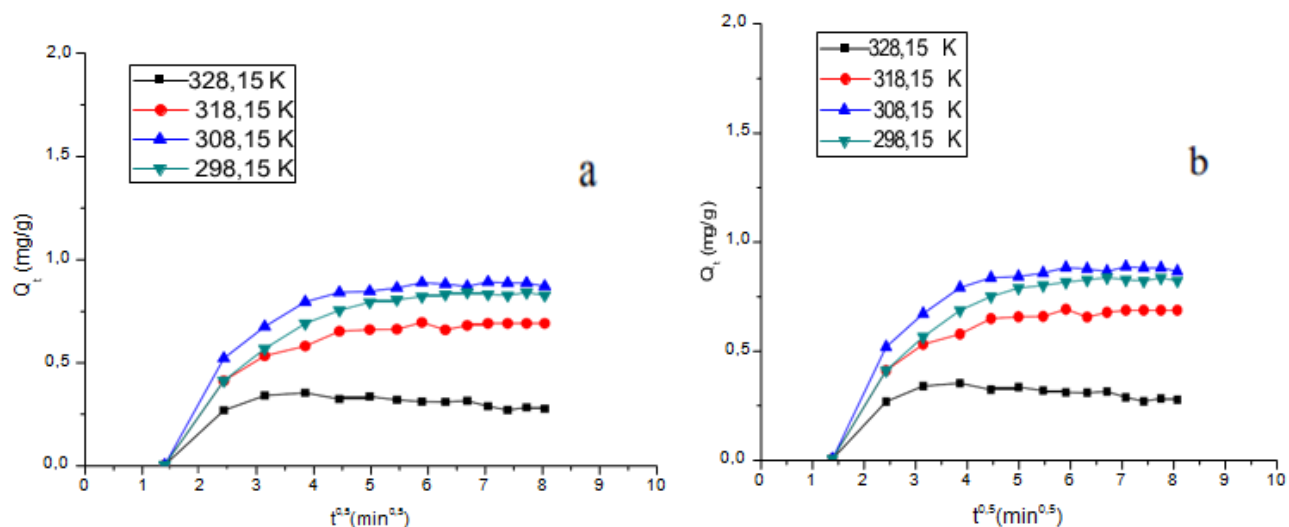 2,0
328,15 K
318,15 K
308,15 K
298,15 K
1,5
a
1,0
0,5
0,0
Q t (mg/g)
0 1 2 3 4 5 6 7 8 9 10
t0,5(min0,5)
2,0
328,15 K
318,15 K
308,15 K
298,15 K
1,5
b
1,0
0,5
0,0
Q t (mg/g)
0 1 2 3 4 5 6 7 8 9 10
t0,5(min0,5)